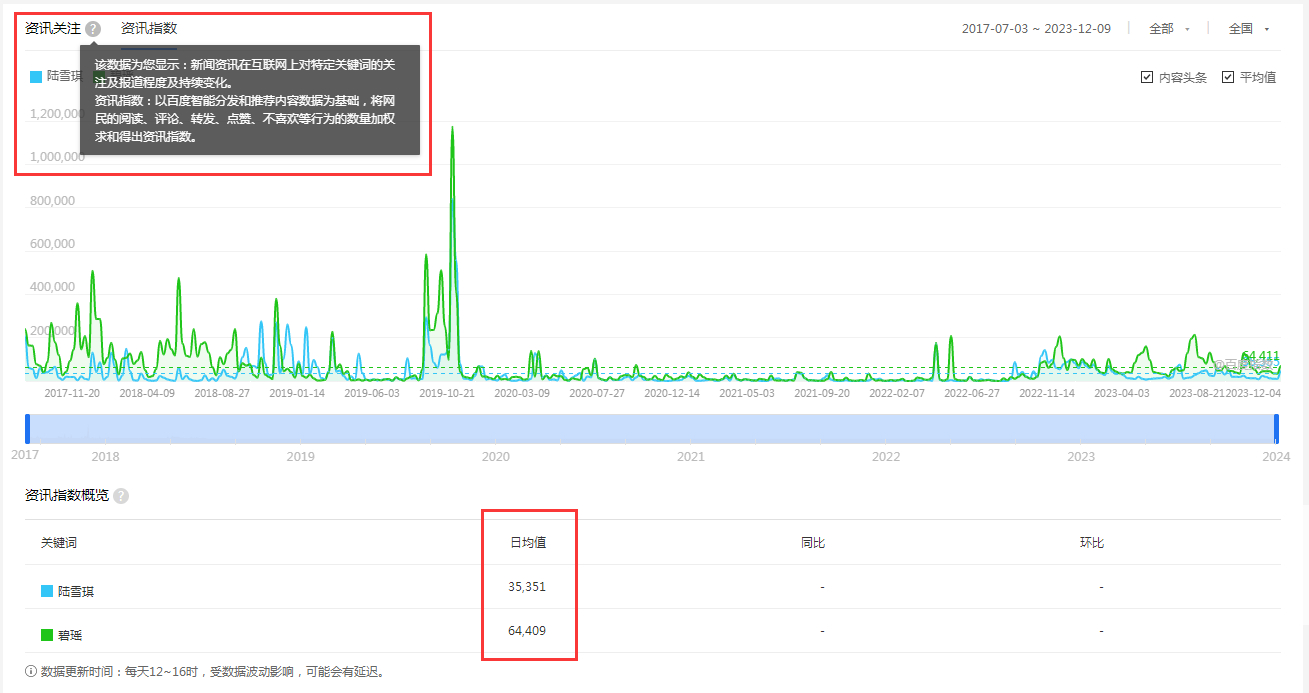 资讯关注 ? 资讯指数 2017-07-03 ~ 2023-12-09 全部 全国
陆雪琪
该数据为您显示：新闻资讯在互联网上对特定关键词的关
注及报道程度及持续变化。
资讯指数：以百度智能分发和推荐内容数据为基础，将网
民的阅读、评论、转发、点赞、不喜欢等行为的数量加权
求和得出资讯指数。
内容头条 平均值
1,200,000
1,000,000
800,000
600,000
400,000
200,000
64,411
@百度指数
2017-11-20 2018-04-09 2018-08-27 2019-01-14 2019-06-03 2019-10-21 2020-03-09 2020-07-27 2020-12-14 2021-05-03 2021-09-20 2022-02-07 2022-06-27 2022-11-14 2023-04-03 2023-08-21 2023-12-04
2017 2018 2019 2020 2021 2022 2023 2024
资讯指数概览 ?
关键词 日均值 同比 环比
陆雪琪 35,351 - -
碧瑶 64,409 - -
数据更新时间：每天12~16时，受数据波动影响，可能会有延迟。